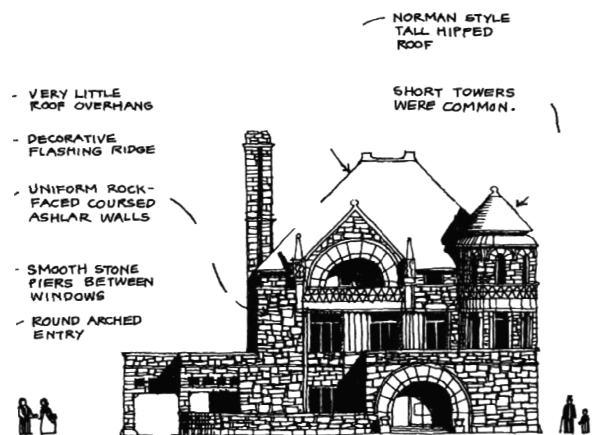 - VERY LITTLE
ROOF OVERHANG
- DECORATIVE
FLASHING RIDGE
- UNIFORM ROCK-
FACED COURSED
ASHLAR WALLS
- SMOOTH STONE
PIERS BETWEEN
WINDOWS
- ROUND ARCHED
ENTRY
NORMAN STYLE
TALL HIPPED
ROOF
SHORT TOWERS
WERE COMMON.